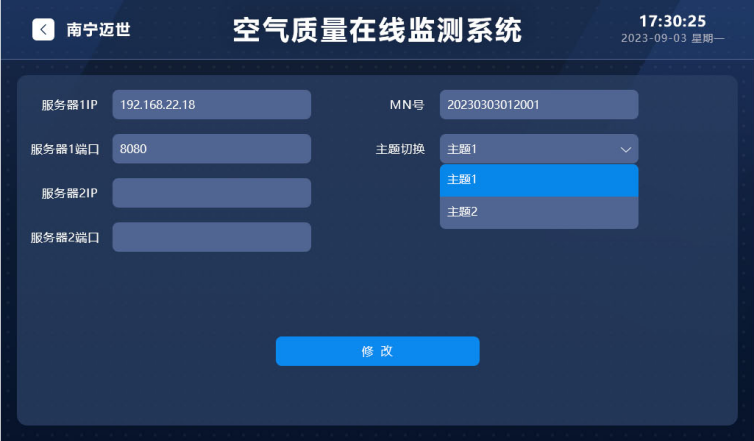 南宁迈世
空气质量在线监测系统
17:30:25
2023-09-03 星期一
服务器1IP 192.168.22.18 MN号 20230303012001
服务器1端口 8080 主题切换 主题1
主题1
服务器2IP
主题2
服务器2端口
修 改